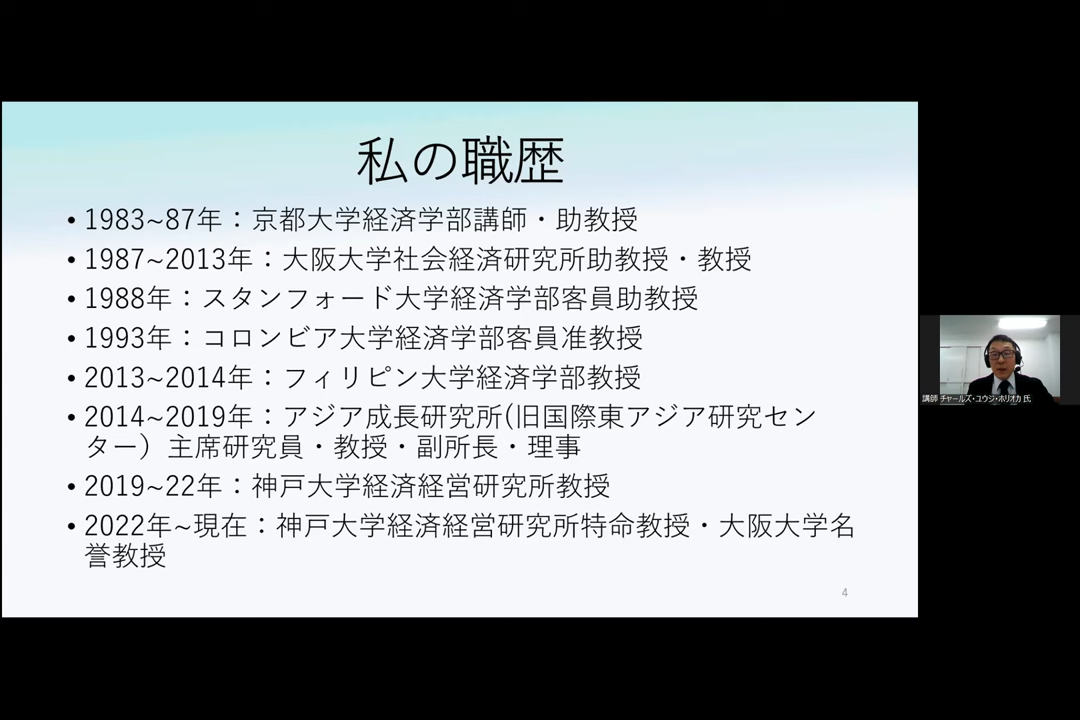 私の職歴
• 1983~87年：京都大学経済学部講師・助教授
• 1987~2013年：大阪大学社会経済研究所助教授・教授
• 1988年：スタンフォード大学経済学部客員助教授
• 1993年：コロンビア大学経済学部客員准教授
• 2013~2014年：フィリピン大学経済学部教授
• 2014~2019年：アジア成長研究所(旧国際東アジア研究セン
ター）主席研究員・教授・副所長・理事
• 2019~22年：神戸大学経済経営研究所教授
• 2022年~現在：神戸大学経済経営研究所特命教授・大阪大学名
誉教授
4
講師 チャールズ・ユウジ・ホリオカ 氏